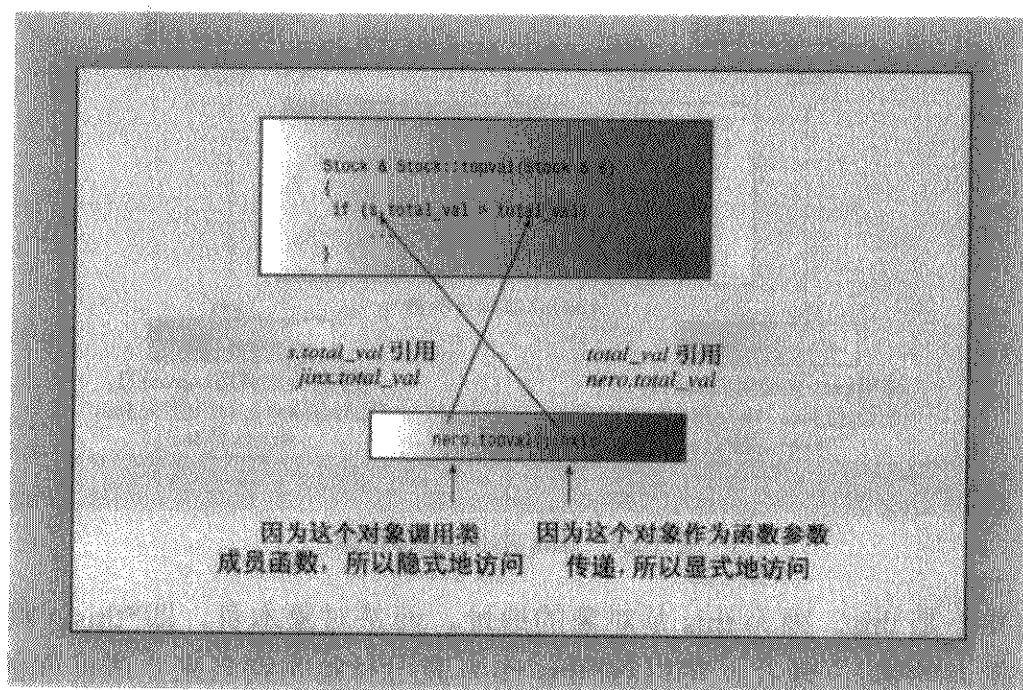 Stock & Stock::topval(Stock & s)
{
if (s.total_val > total_val)
...
}
s.total_val 引用
jinx.total_val
total_val 引用
nero.total_val
nero.topval(jinx)
因为这个对象调用类
成员函数，所以隐式地访问
因为这个对象作为函数参数
传递，所以显式地访问